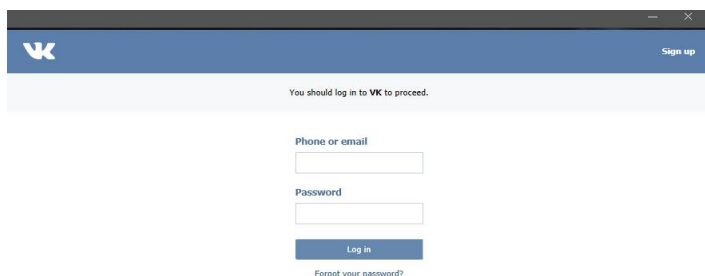 VK
Sign up
You should log in to VK to proceed.
Phone or email
Password
Log in
Forgot your password?